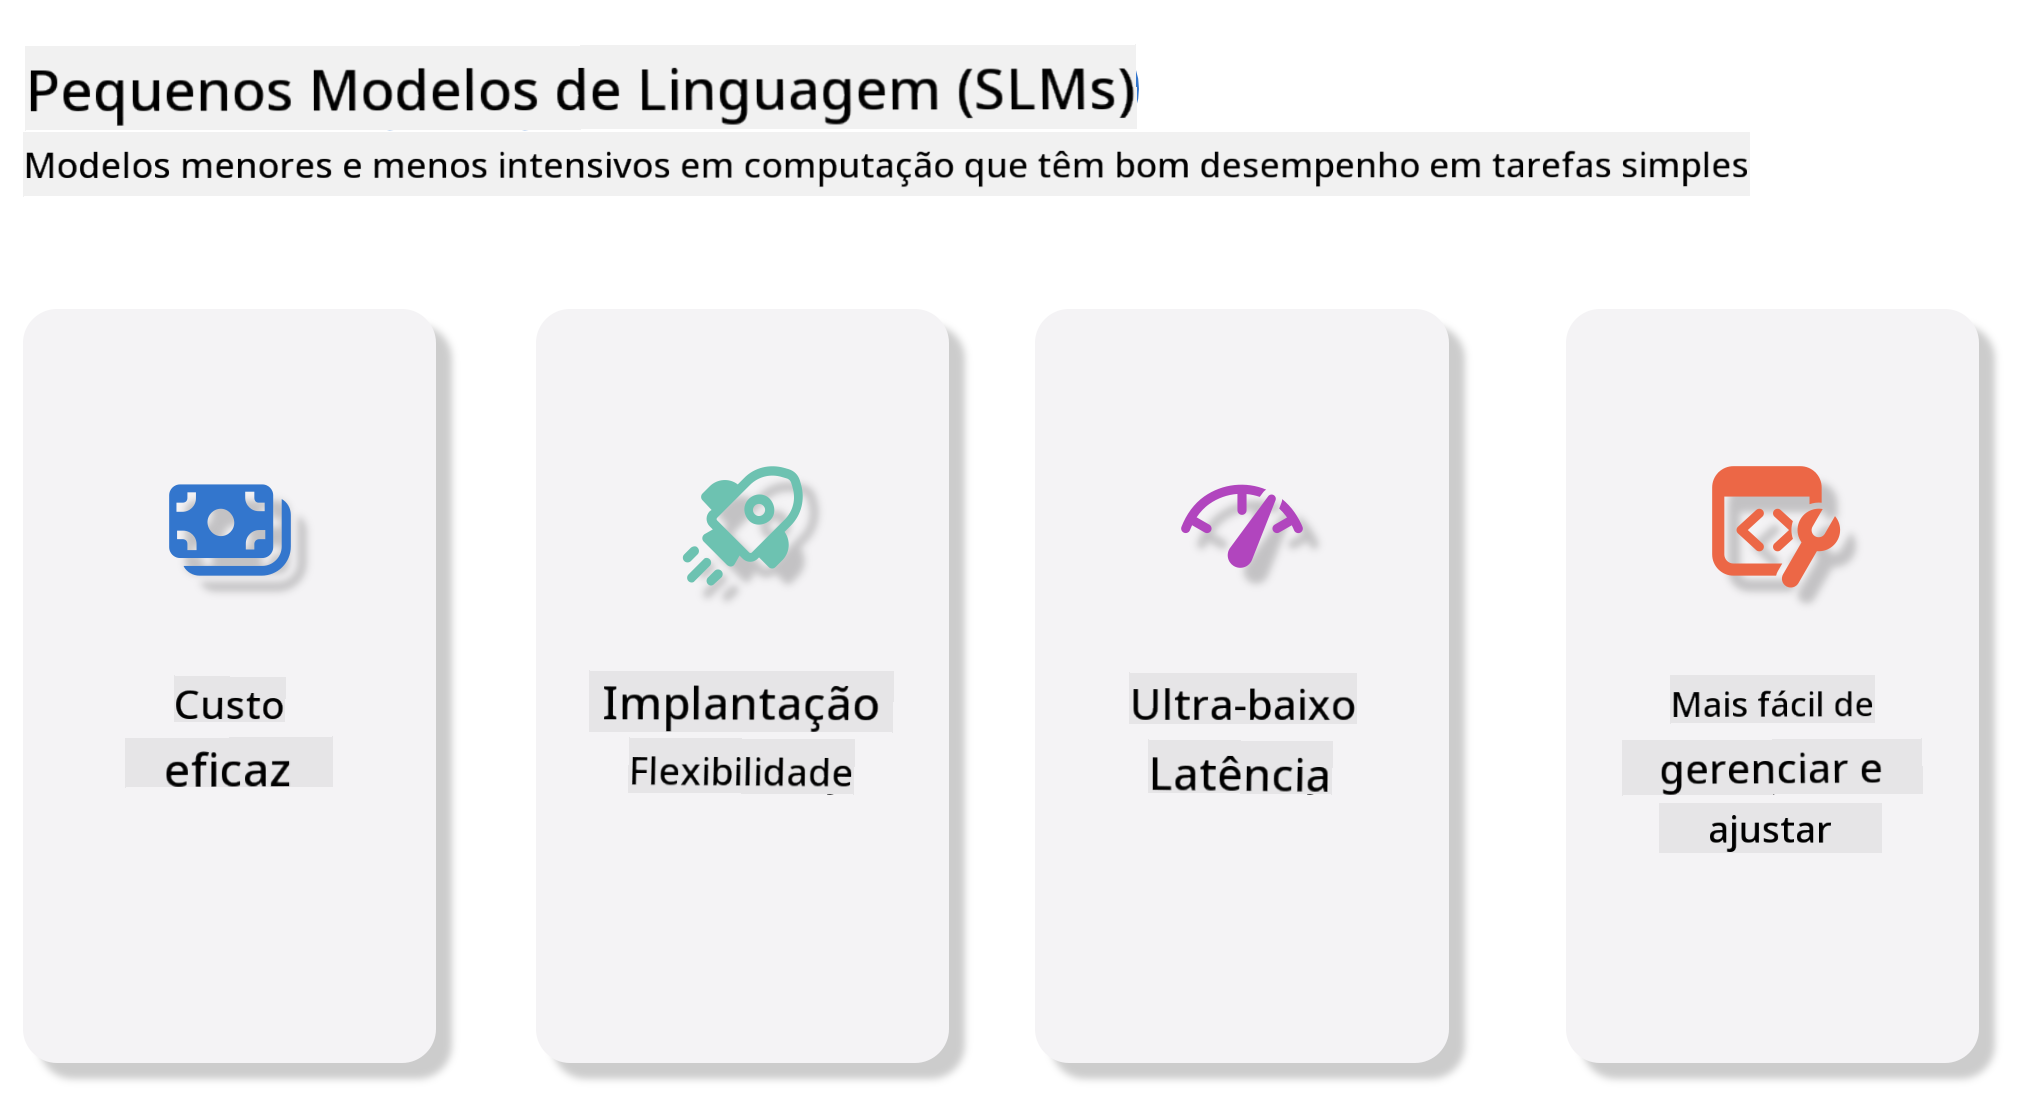 Pequenos Modelos de Linguagem (SLMs)
Modelos menores e menos intensivos em computação que têm bom desempenho em tarefas simples
Custo
eficaz
Implantação
Flexibilidade
Ultra-baixo
Latência
Mais fácil de
gerenciar e
ajustar